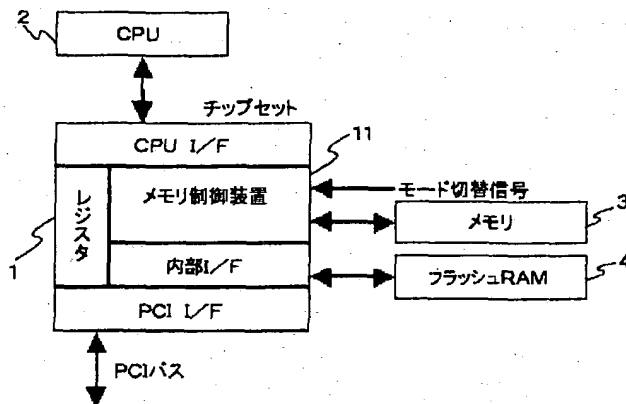 2
CPU
チップセット
CPU I/F
11
レジスタ
メモリ制御装置
モード切替信号
メモリ
3
1
内部I/F
フラッシュRAM
4
PCI I/F
PCIバス